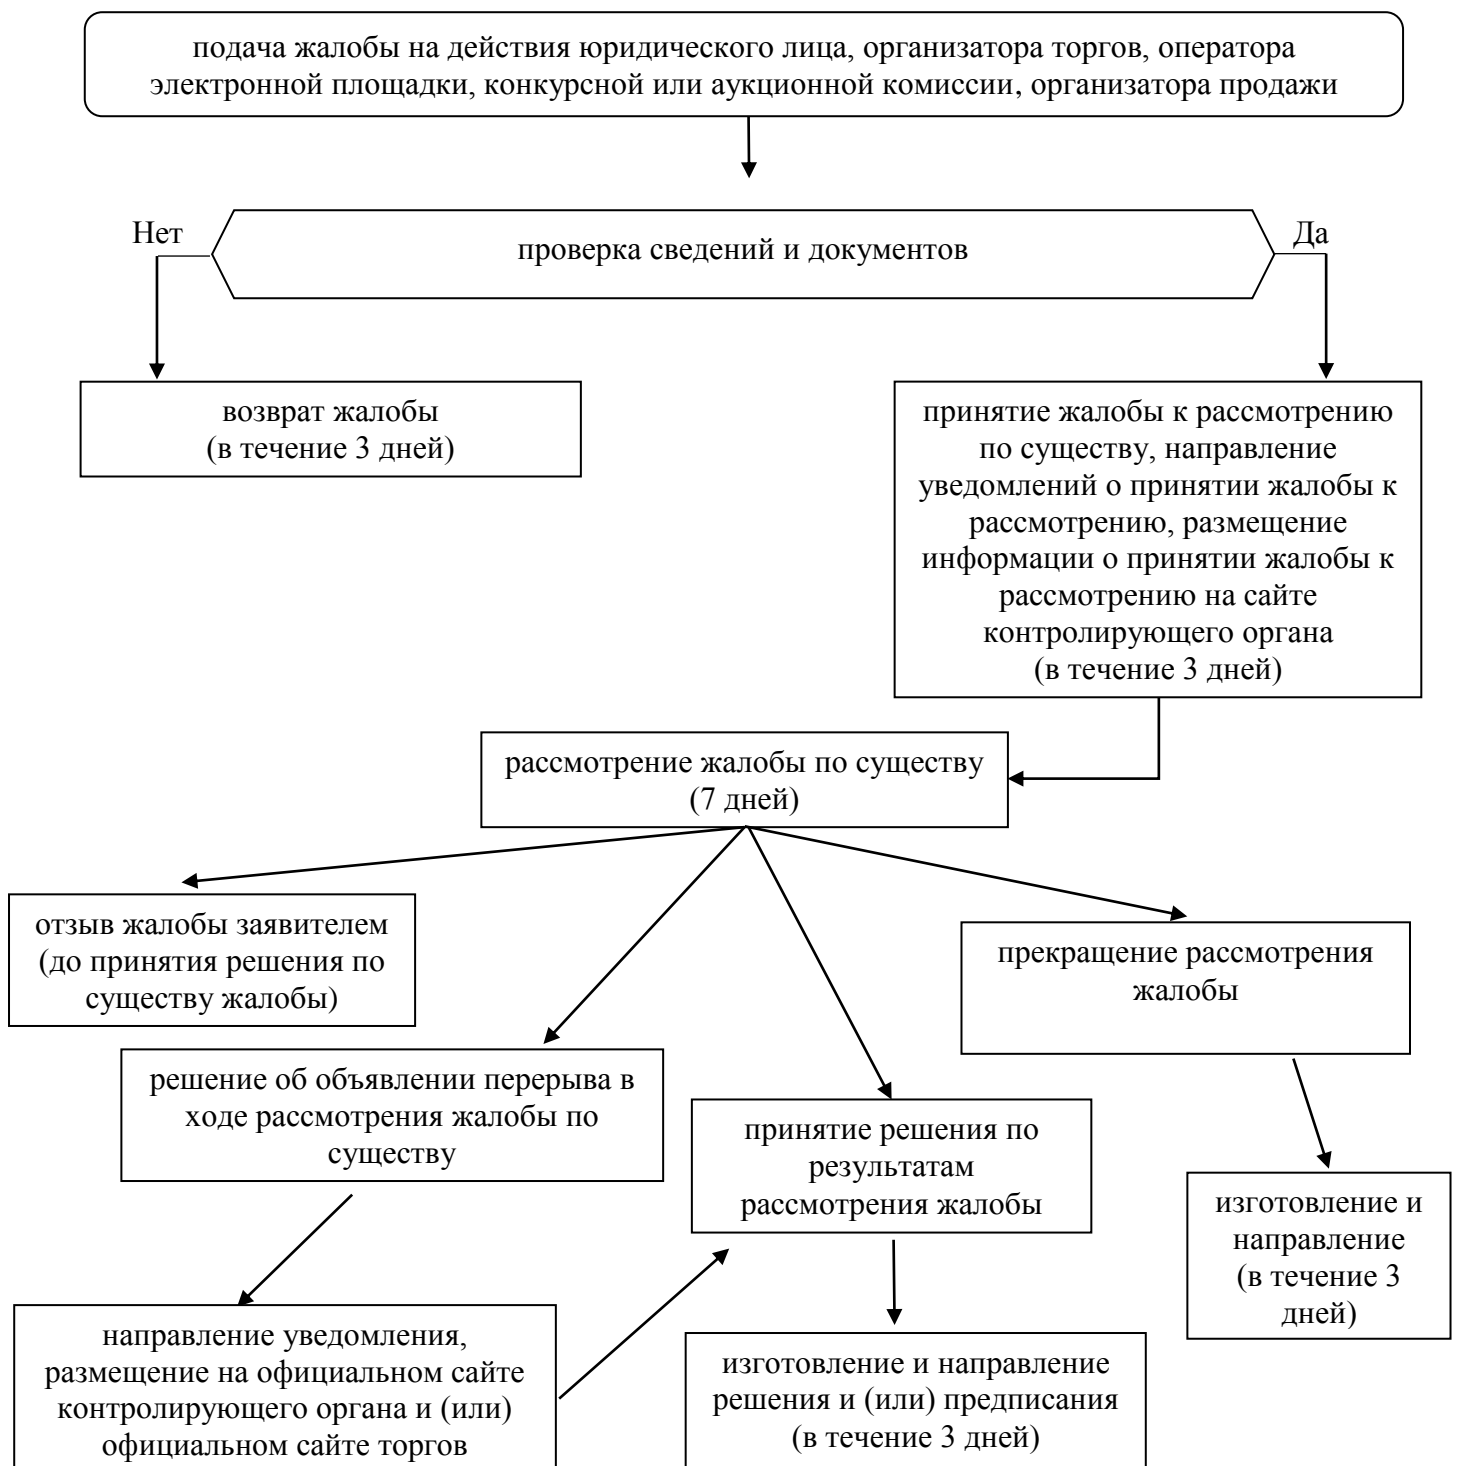 подача жалобы на действия юридического лица, организатора торгов, оператора
электронной площадки, конкурсной или аукционной комиссии, организатора продажи
Нет
проверка сведений и документов
Да
возврат жалобы
(в течение 3 дней)
принятие жалобы к рассмотрению
по существу, направление
уведомлений о принятии жалобы к
рассмотрению, размещение
информации о принятии жалобы к
рассмотрению на сайте
контролирующего органа
(в течение 3 дней)
рассмотрение жалобы по существу
(7 дней)
отзыв жалобы заявителем
(до принятия решения по
существу жалобы)
прекращение рассмотрения
жалобы
решение об объявлении перерыва в
ходе рассмотрения жалобы по
существу
принятие решения по
результатам
рассмотрения жалобы
изготовление и
направление
(в течение 3
дней)
направление уведомления,
размещение на официальном сайте
контролирующего органа и (или)
официальном сайте торгов
изготовление и направление
решения и (или) предписания
(в течение 3 дней)